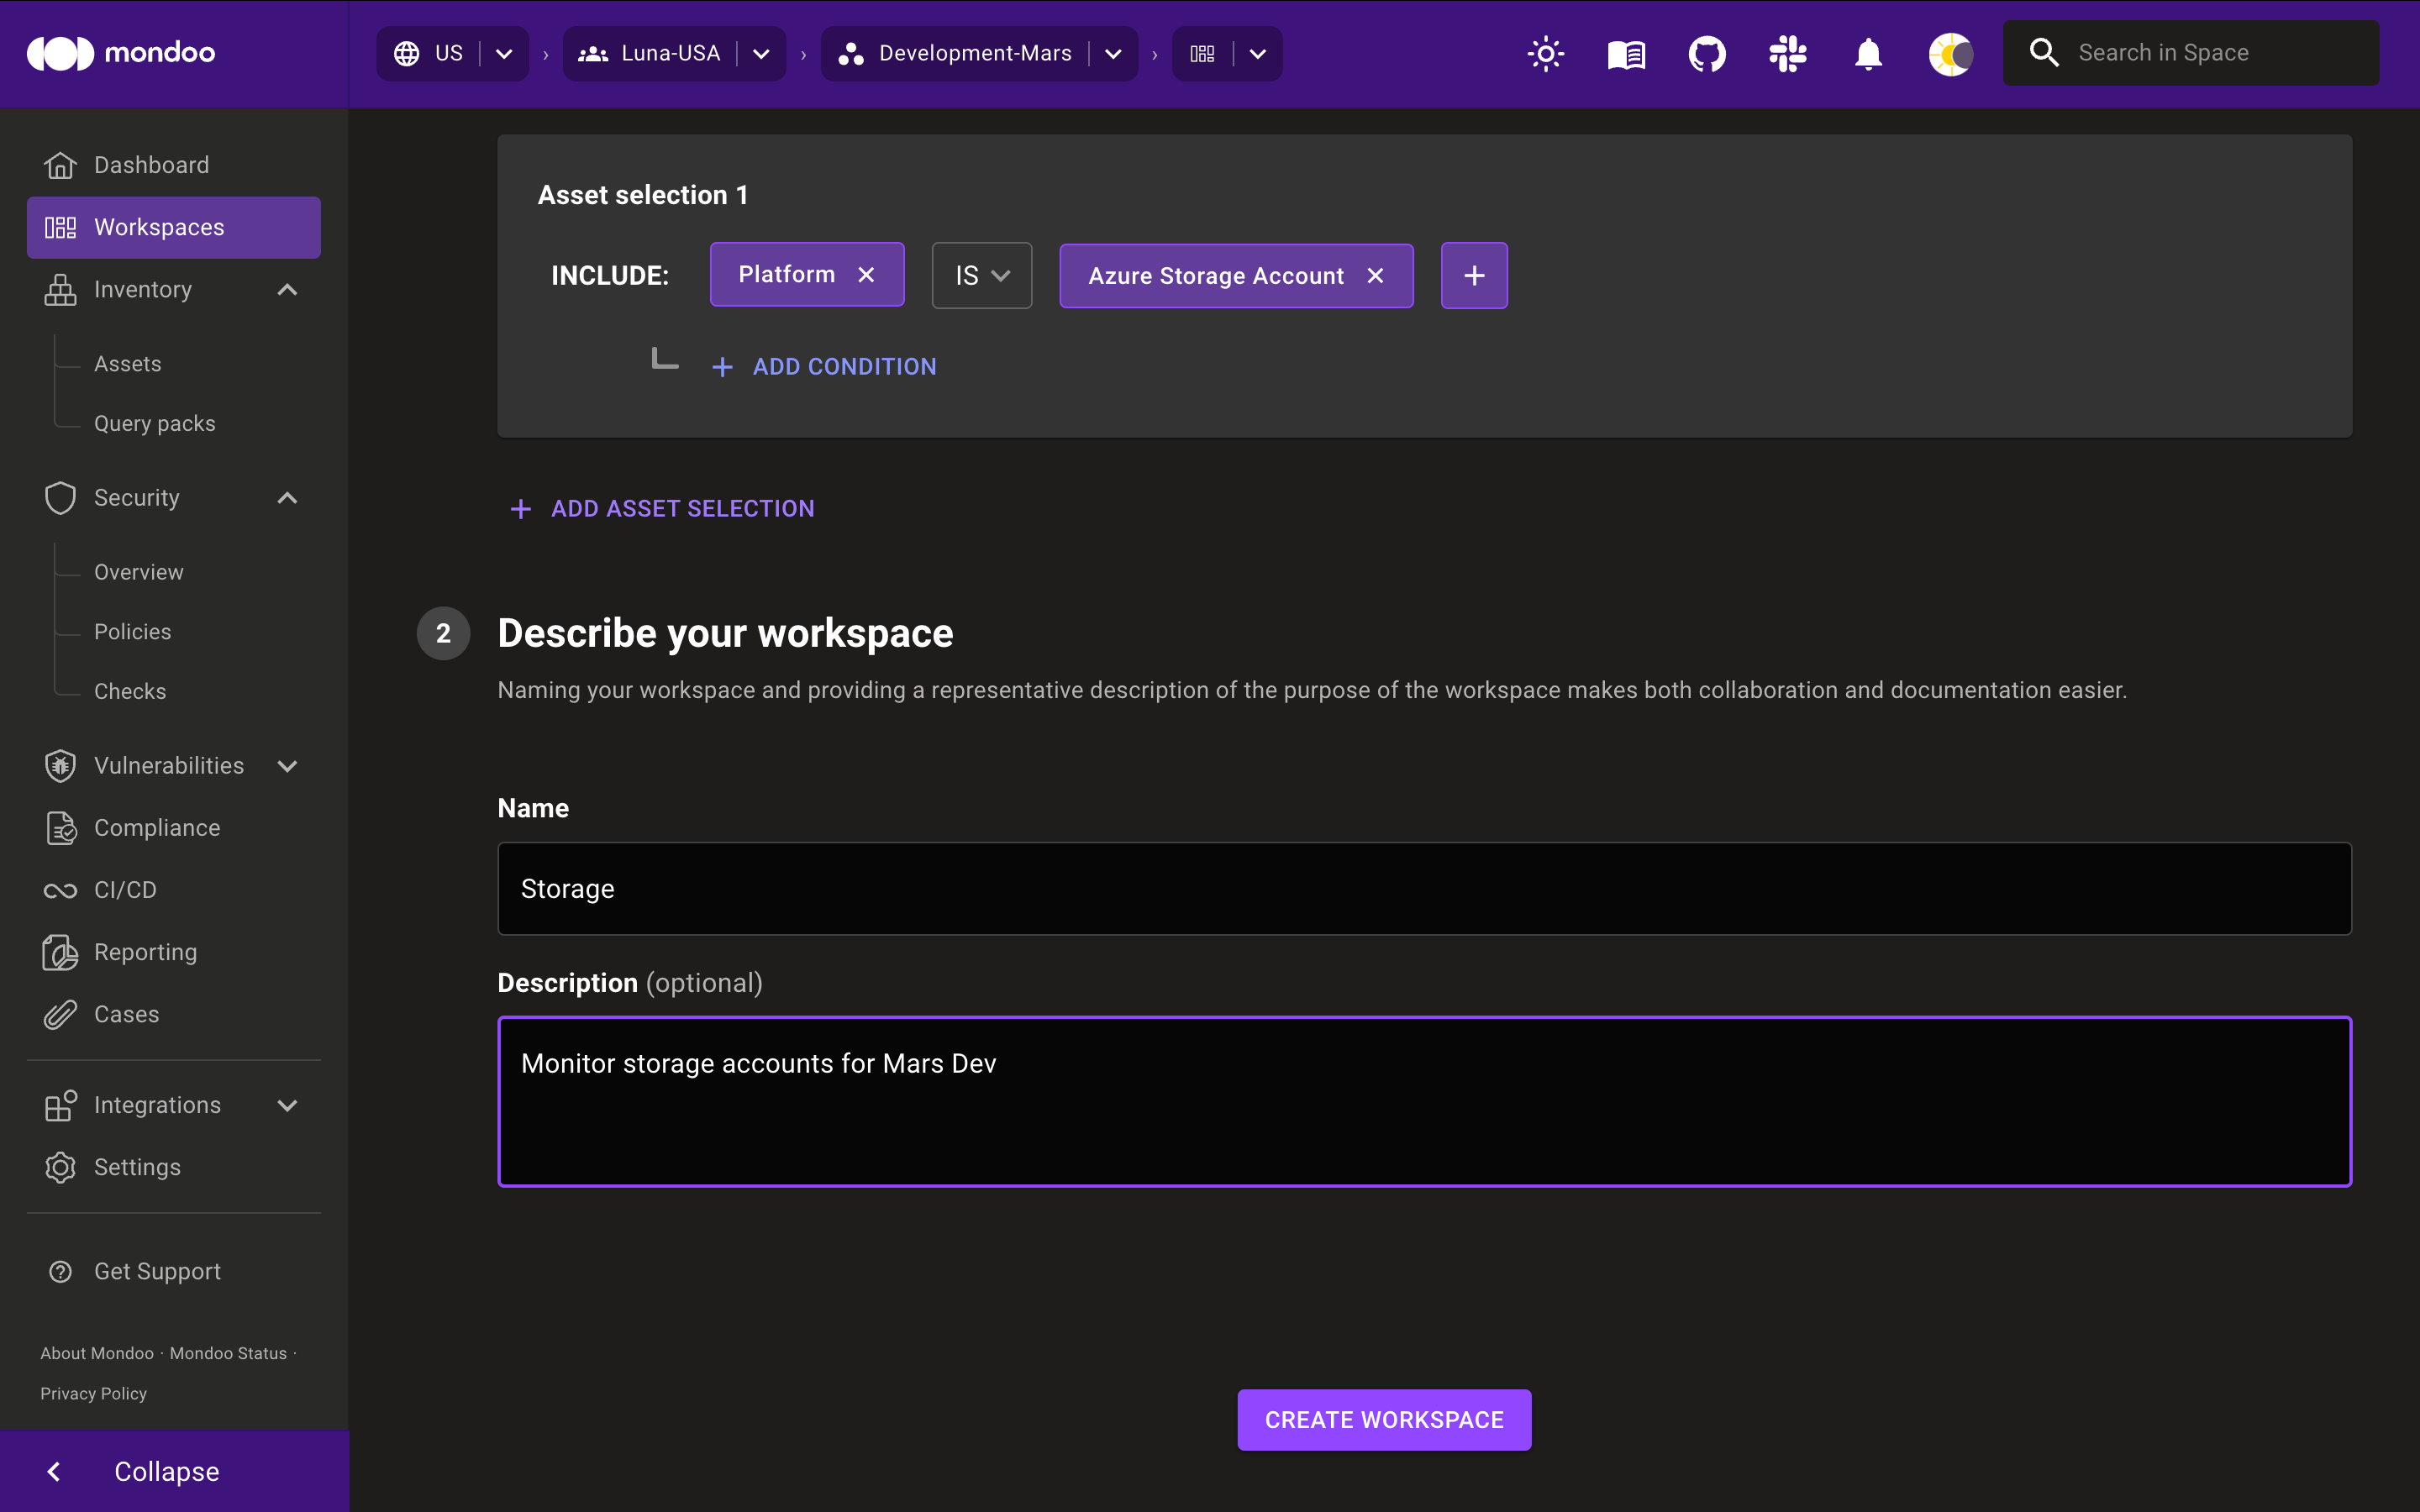 mondoo
US
Luna-USA
Development-Mars
Search in Space
Dashboard
Workspaces
Inventory
Assets
Query packs
Security
Overview
Policies
Checks
Vulnerabilities
Compliance
CI/CD
Reporting
Cases
Integrations
Settings
Get Support
About Mondoo · Mondoo Status ·
Privacy Policy
Collapse
Asset selection 1
INCLUDE: Platform IS Azure Storage Account +
+ ADD CONDITION
+ ADD ASSET SELECTION
2 Describe your workspace
Naming your workspace and providing a representative description of the purpose of the workspace makes both collaboration and documentation easier.
Name
Storage
Description (optional)
Monitor storage accounts for Mars Dev
CREATE WORKSPACE